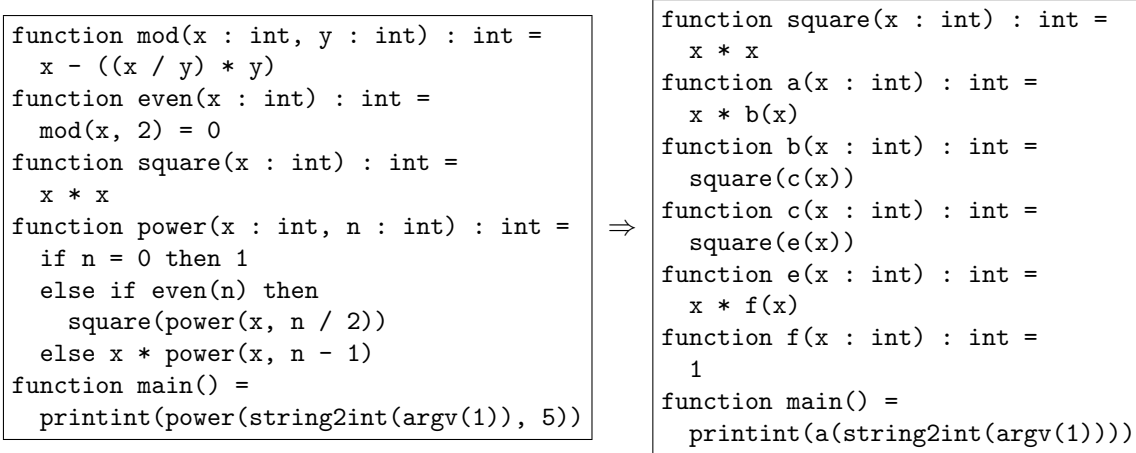 function mod(x : int, y : int) : int =
  x - ((x / y) * y)
function even(x : int) : int =
  mod(x, 2) = 0
function square(x : int) : int =
  x * x
function power(x : int, n : int) : int =
  if n = 0 then 1
  else if even(n) then
    square(power(x, n / 2))
  else x * power(x, n - 1)
function main() =
  printint(power(string2int(argv(1)), 5))
⇒
function square(x : int) : int =
  x * x
function a(x : int) : int =
  x * b(x)
function b(x : int) : int =
  square(c(x))
function c(x : int) : int =
  square(e(x))
function e(x : int) : int =
  x * f(x)
function f(x : int) : int =
  1
function main() =
  printint(a(string2int(argv(1))))